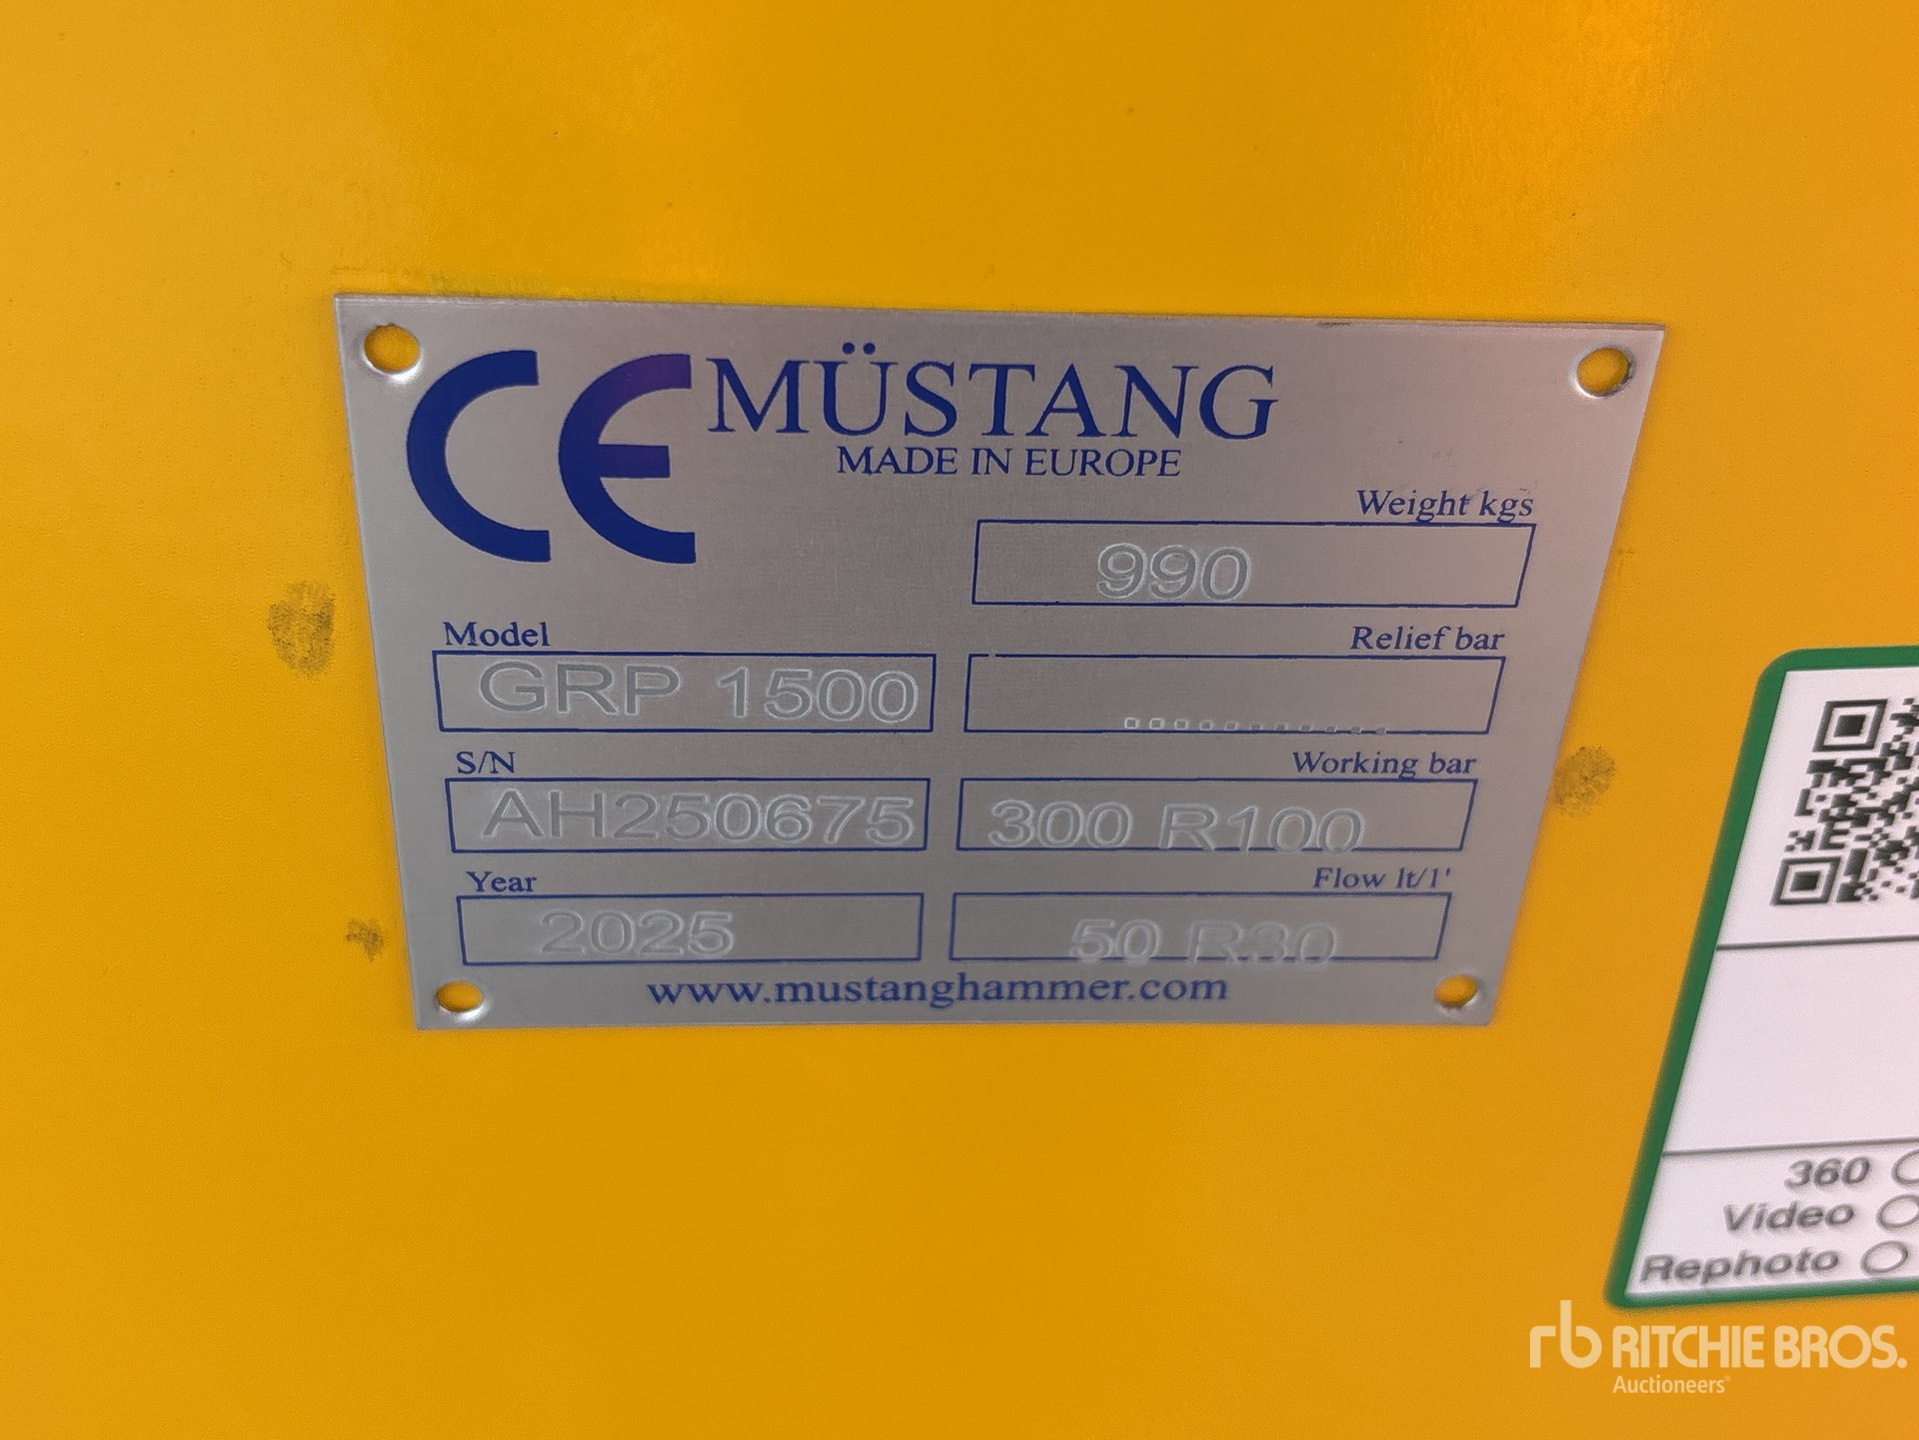 CE MÜSTANG
MADE IN EUROPE
Weight kgs
990
Model
GRP 1500
Relief bar
...........
S/N
AH250675
Working bar
300 R100
Year
2025
Flow lt/1'
50 R30
www.mustanghammer.com
360
Video
Rephoto
rb RITCHIE BROS.
Auctioneers